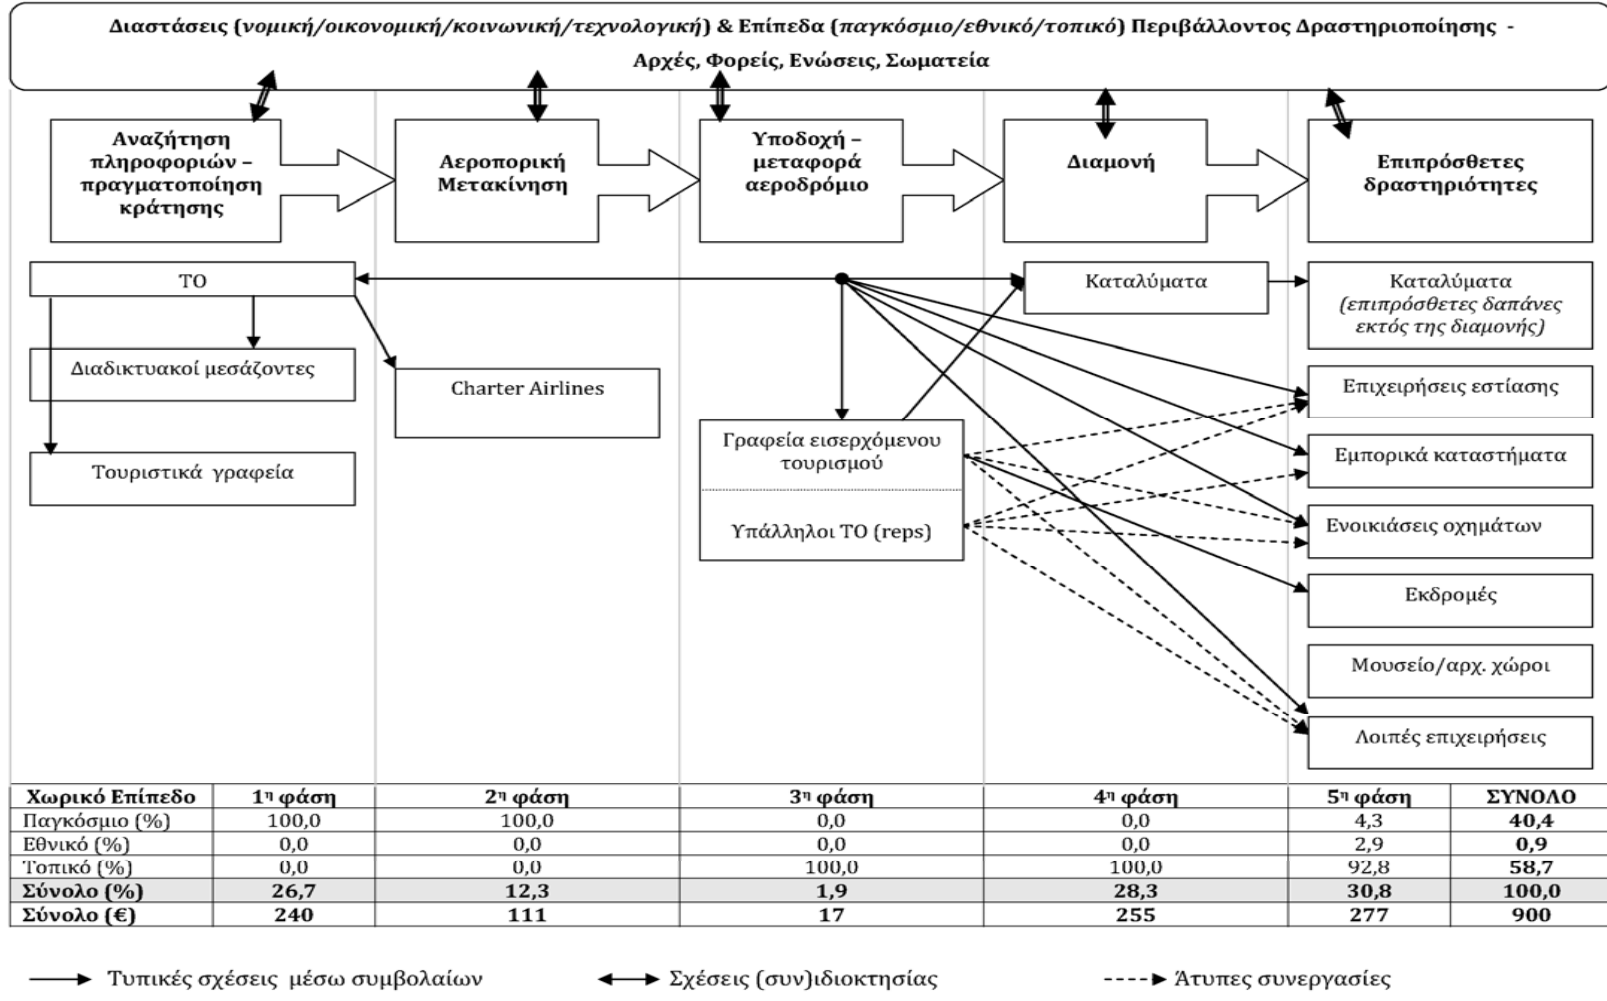 Διαστάσεις (νομική/οικονομική/κοινωνική/τεχνολογική) & Επίπεδα (παγκόσμιο/εθνικό/τοπικό) Περιβάλλοντος Δραστηριοποίησης -
Αρχές, Φορείς, Ενώσεις, Σωματεία
Αναζήτηση
πληροφοριών –
πραγματοποίηση
κράτησης
Αεροπορική
Μετακίνηση
Υποδοχή –
μεταφορά
αεροδρόμιο
Διαμονή
Επιπρόσθετες
δραστηριότητες
ΤΟ
Διαδικτυακοί μεσάζοντες
Τουριστικά γραφεία
Charter Airlines
Γραφεία εισερχόμενου
τουρισμού
Υπάλληλοι ΤΟ (reps)
Καταλύματα
Καταλύματα
(επιπρόσθετες δαπάνες
εκτός της διαμονής)
Επιχειρήσεις εστίασης
Εμπορικά καταστήματα
Ενοικιάσεις οχημάτων
Εκδρομές
Μουσείο/αρχ. χώροι
Λοιπές επιχειρήσεις
Χωρικό Επίπεδο 1η φάση 2η φάση 3η φάση 4η φάση 5η φάση ΣΥΝΟΛΟ
Παγκόσμιο (%) 100,0 100,0 0,0 0,0 4,3 40,4
Εθνικό (%) 0,0 0,0 0,0 0,0 2,9 0,9
Τοπικό (%) 0,0 0,0 100,0 100,0 92,8 58,7
Σύνολο (%) 26,7 12,3 1,9 28,3 30,8 100,0
Σύνολο (€) 240 111 17 255 277 900
Τυπικές σχέσεις μέσω συμβολαίων Σχέσεις (συν)ιδιοκτησίας Άτυπες συνεργασίες